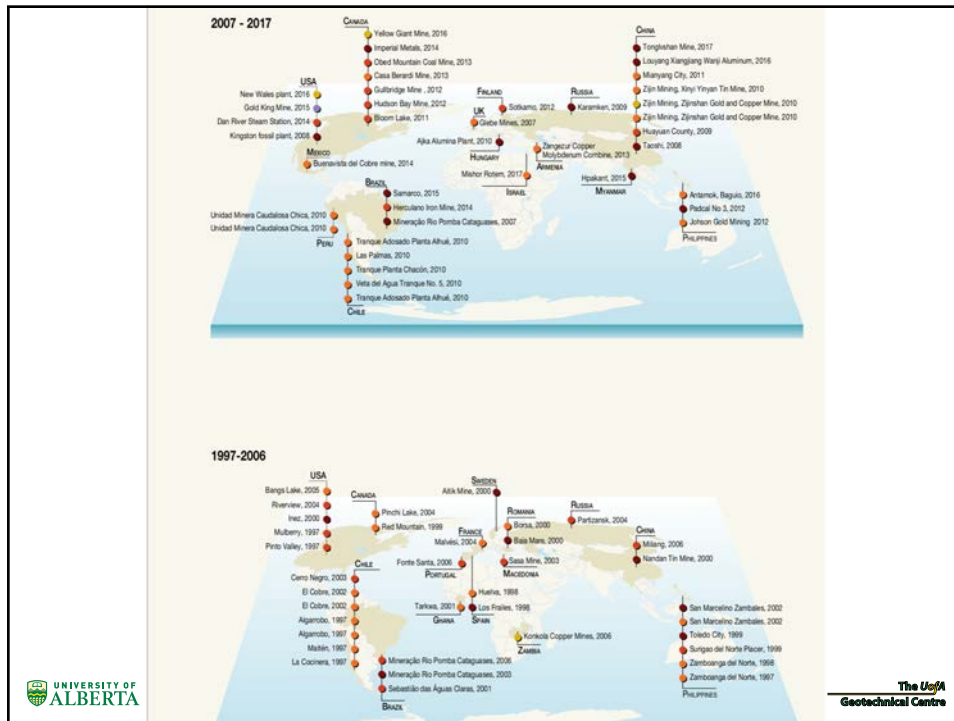 2007 - 2017
CANADA
Yellow Giant Mine, 2016
Imperial Metals, 2014
Obed Mountain Coal Mine, 2013
Casa Berardi Mine, 2013
Gullbridge Mine , 2012
Hudson Bay Mine, 2012
Bloom Lake, 2011
USA
New Wales plant, 2016
Gold King Mine, 2015
Dan River Steam Station, 2014
Kingston fossil plant, 2008
MEXICO
Buenavista del Cobre mine, 2014
FINLAND
Sotkamo, 2012
UK
Glebe Mines, 2007
Ajka Alumina Plant, 2010
HUNGARY
RUSSIA
Karamken, 2009
Zangezur Copper
Molybdenum Combine, 2013
ARMENIA
Mishor Rotem, 2017
ISRAEL
CHINA
Tonglvshan Mine, 2017
Louyang Xiangjiang Wanji Aluminum, 2016
Mianyang City, 2011
Zijin Mining, Xinyi Yinyan Tin Mine, 2010
Zijin Mining, Zijinshan Gold and Copper Mine, 2010
Zijin Mining, Zijinshan Gold and Copper Mine, 2010
Huayuan County, 2009
Taoshi, 2008
Hpakant, 2015
MYANMAR
Antamok, Baguio, 2016
Padcal No 3, 2012
Johson Gold Mining 2012
PHILIPPINES
BRAZIL
Samarco, 2015
Herculano Iron Mine, 2014
Mineração Rio Pomba Cataguases, 2007
Unidad Minera Caudalosa Chica, 2010
Unidad Minera Caudalosa Chica, 2010
PERU
Tranque Adosado Planta Alhué, 2010
Las Palmas, 2010
Tranque Planta Chacón, 2010
Veta del Agua Tranque No. 5, 2010
Tranque Adosado Planta Alhué, 2010
CHILE
1997-2006
USA
Bangs Lake, 2005
Riverview, 2004
Inez, 2000
Mulberry, 1997
Pinto Valley, 1997
CANADA
Pinchi Lake, 2004
Red Mountain, 1999
SWEDEN
Aitik Mine, 2000
ROMANIA
Borsa, 2000
Baia Mare, 2000
FRANCE
Malvési, 2004
RUSSIA
Partizansk, 2004
CHINA
Miliang, 2006
Nandan Tin Mine, 2000
Fonte Santa, 2006
PORTUGAL
Sasa Mine, 2003
MACEDONIA
CHILE
Cerro Negro, 2003
El Cobre, 2002
El Cobre, 2002
Algarrobo, 1997
Algarrobo, 1997
Maitén, 1997
La Cocinera, 1997
Huelva, 1998
Los Frailes, 1998
SPAIN
Tarkwa, 2001
GHANA
Konkola Copper Mines, 2006
ZAMBIA
San Marcelino Zambales, 2002
San Marcelino Zambales, 2002
Toledo City, 1999
Surigao del Norte Placer, 1999
Zamboanga del Norte, 1998
Zamboanga del Norte, 1997
PHILIPPINES
Mineração Rio Pomba Cataguases, 2006
Mineração Rio Pomba Cataguases, 2003
Sebastião das Águas Claras, 2001
BRAZIL
UNIVERSITY OF
ALBERTA
The UofA
Geotechnical Centre